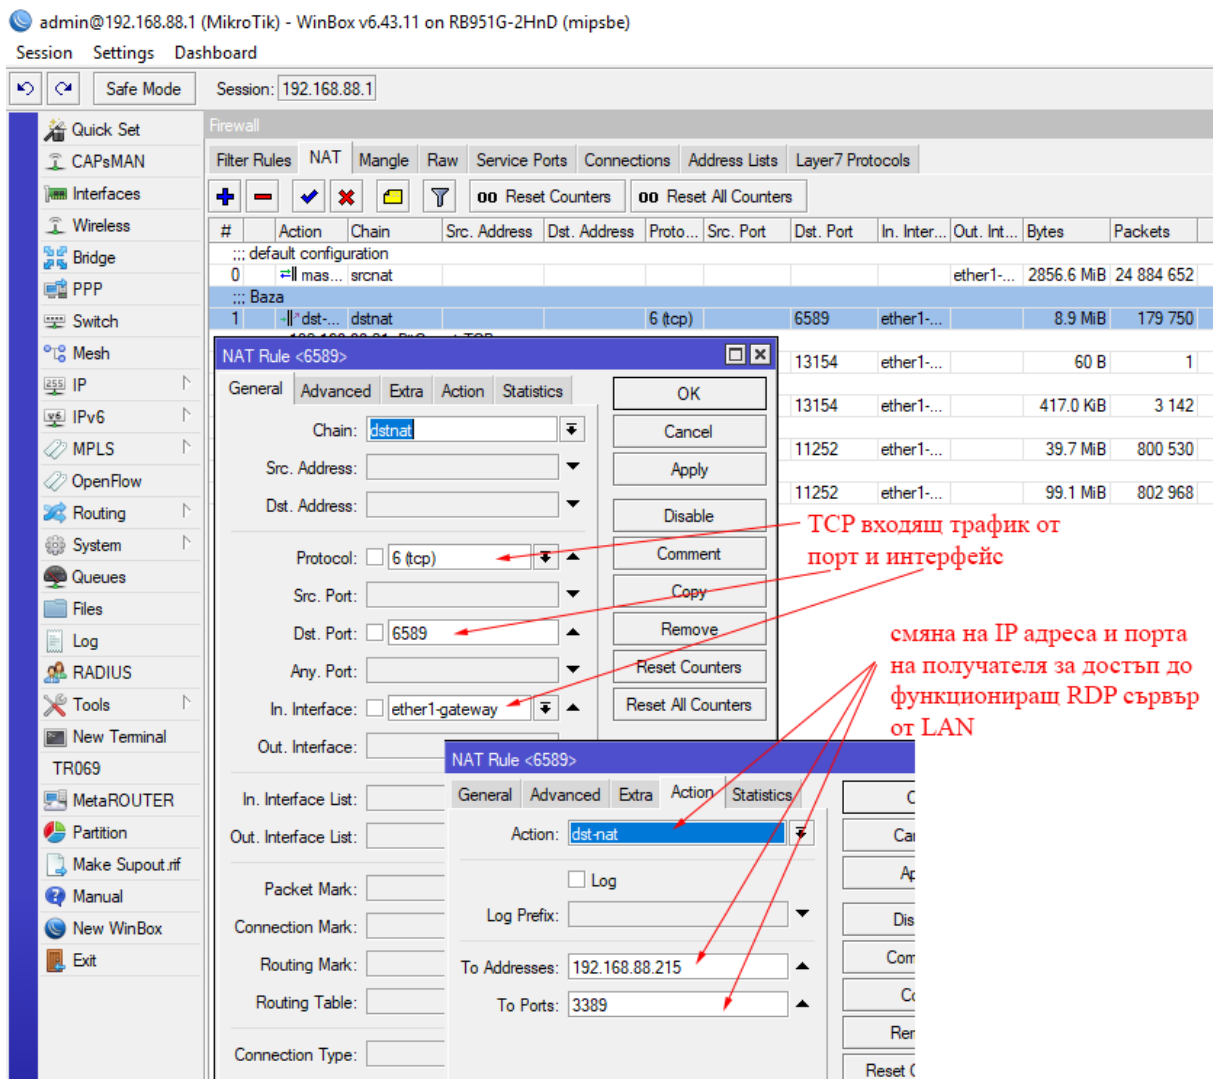 admin@192.168.88.1 (MikroTik) - WinBox v6.43.11 on RB951G-2HnD (mipsbe)
Session Settings Dashboard
Safe Mode Session: 192.168.88.1
Quick Set
CAPsMAN
Interfaces
Wireless
Bridge
PPP
Switch
Mesh
IP
IPv6
MPLS
OpenFlow
Routing
System
Queues
Files
Log
RADIUS
Tools
New Terminal
TR069
MetaROUTER
Partition
Make Supout.rif
Manual
New WinBox
Exit
Firewall
Filter Rules NAT Mangle Raw Service Ports Connections Address Lists Layer7 Protocols
00 Reset Counters 00 Reset All Counters
# Action Chain Src. Address Dst. Address Proto... Src. Port Dst. Port In. Inter... Out. Int... Bytes Packets
;;; default configuration
0 mas... srcnat ether1-... 2856.6 MiB 24 884 652
;;; Baza
1 dst-... dstnat 6 (tcp) 6589 ether1-... 8.9 MiB 179 750
13154 ether1-... 60 B 1
13154 ether1-... 417.0 KiB 3 142
11252 ether1-... 39.7 MiB 800 530
11252 ether1-... 99.1 MiB 802 968
NAT Rule <6589>
General Advanced Extra Action Statistics
Chain: dstnat
Src. Address:
Dst. Address:
Protocol: 6 (tcp)
Src. Port:
Dst. Port: 6589
Any. Port:
In. Interface: ether1-gateway
Out. Interface:
In. Interface List:
Out. Interface List:
Packet Mark:
Connection Mark:
Routing Mark:
Routing Table:
Connection Type:
OK
Cancel
Apply
Disable
Comment
Copy
Remove
Reset Counters
Reset All Counters
TCP входящ трафик от
порт и интерфейс
смяна на IP адреса и порта
на получателя за достъп до
функциониращ RDP сървър
от LAN
NAT Rule <6589>
General Advanced Extra Action Statistics
Action: dst-nat
Log
Log Prefix:
To Addresses: 192.168.88.215
To Ports: 3389